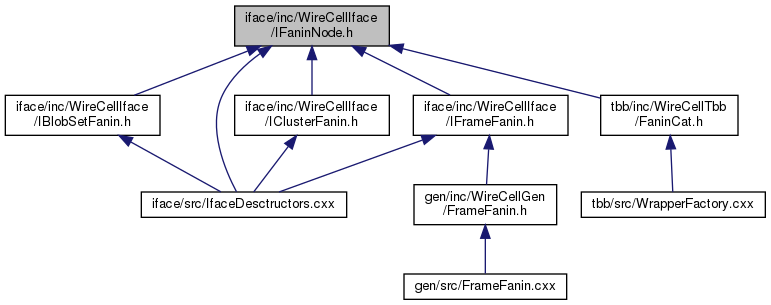 iface/inc/WireCellIface
/IFaninNode.h
iface/inc/WireCellIface
/IBlobSetFanin.h
iface/inc/WireCellIface
/IClusterFanin.h
iface/inc/WireCellIface
/IFrameFanin.h
tbb/inc/WireCellTbb
/FaninCat.h
iface/src/IfaceDesctructors.cxx
gen/inc/WireCellGen
/FrameFanin.h
tbb/src/WrapperFactory.cxx
gen/src/FrameFanin.cxx